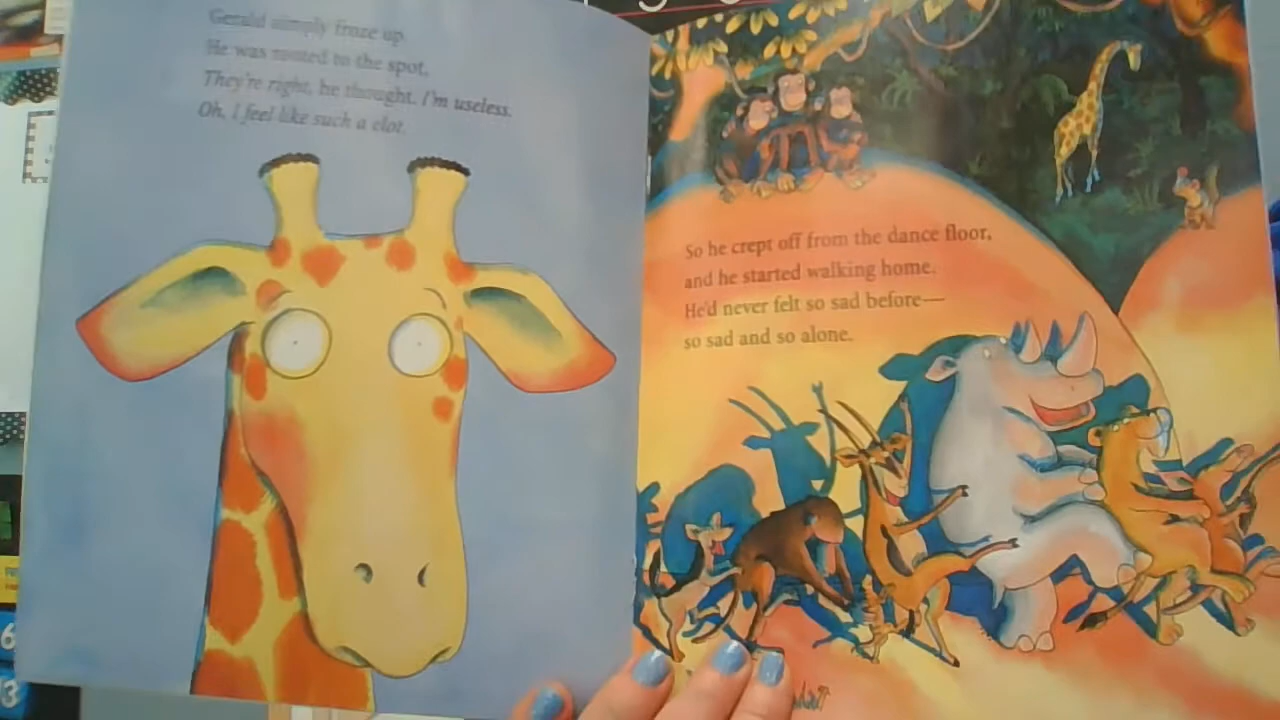 Gerald simply froze up.
He was rooted to the spot.
They're right, he thought. I'm useless.
Oh, I feel like such a clot.
So he crept off from the dance floor,
and he started walking home.
He'd never felt so sad before—
so sad and so alone.
6
3